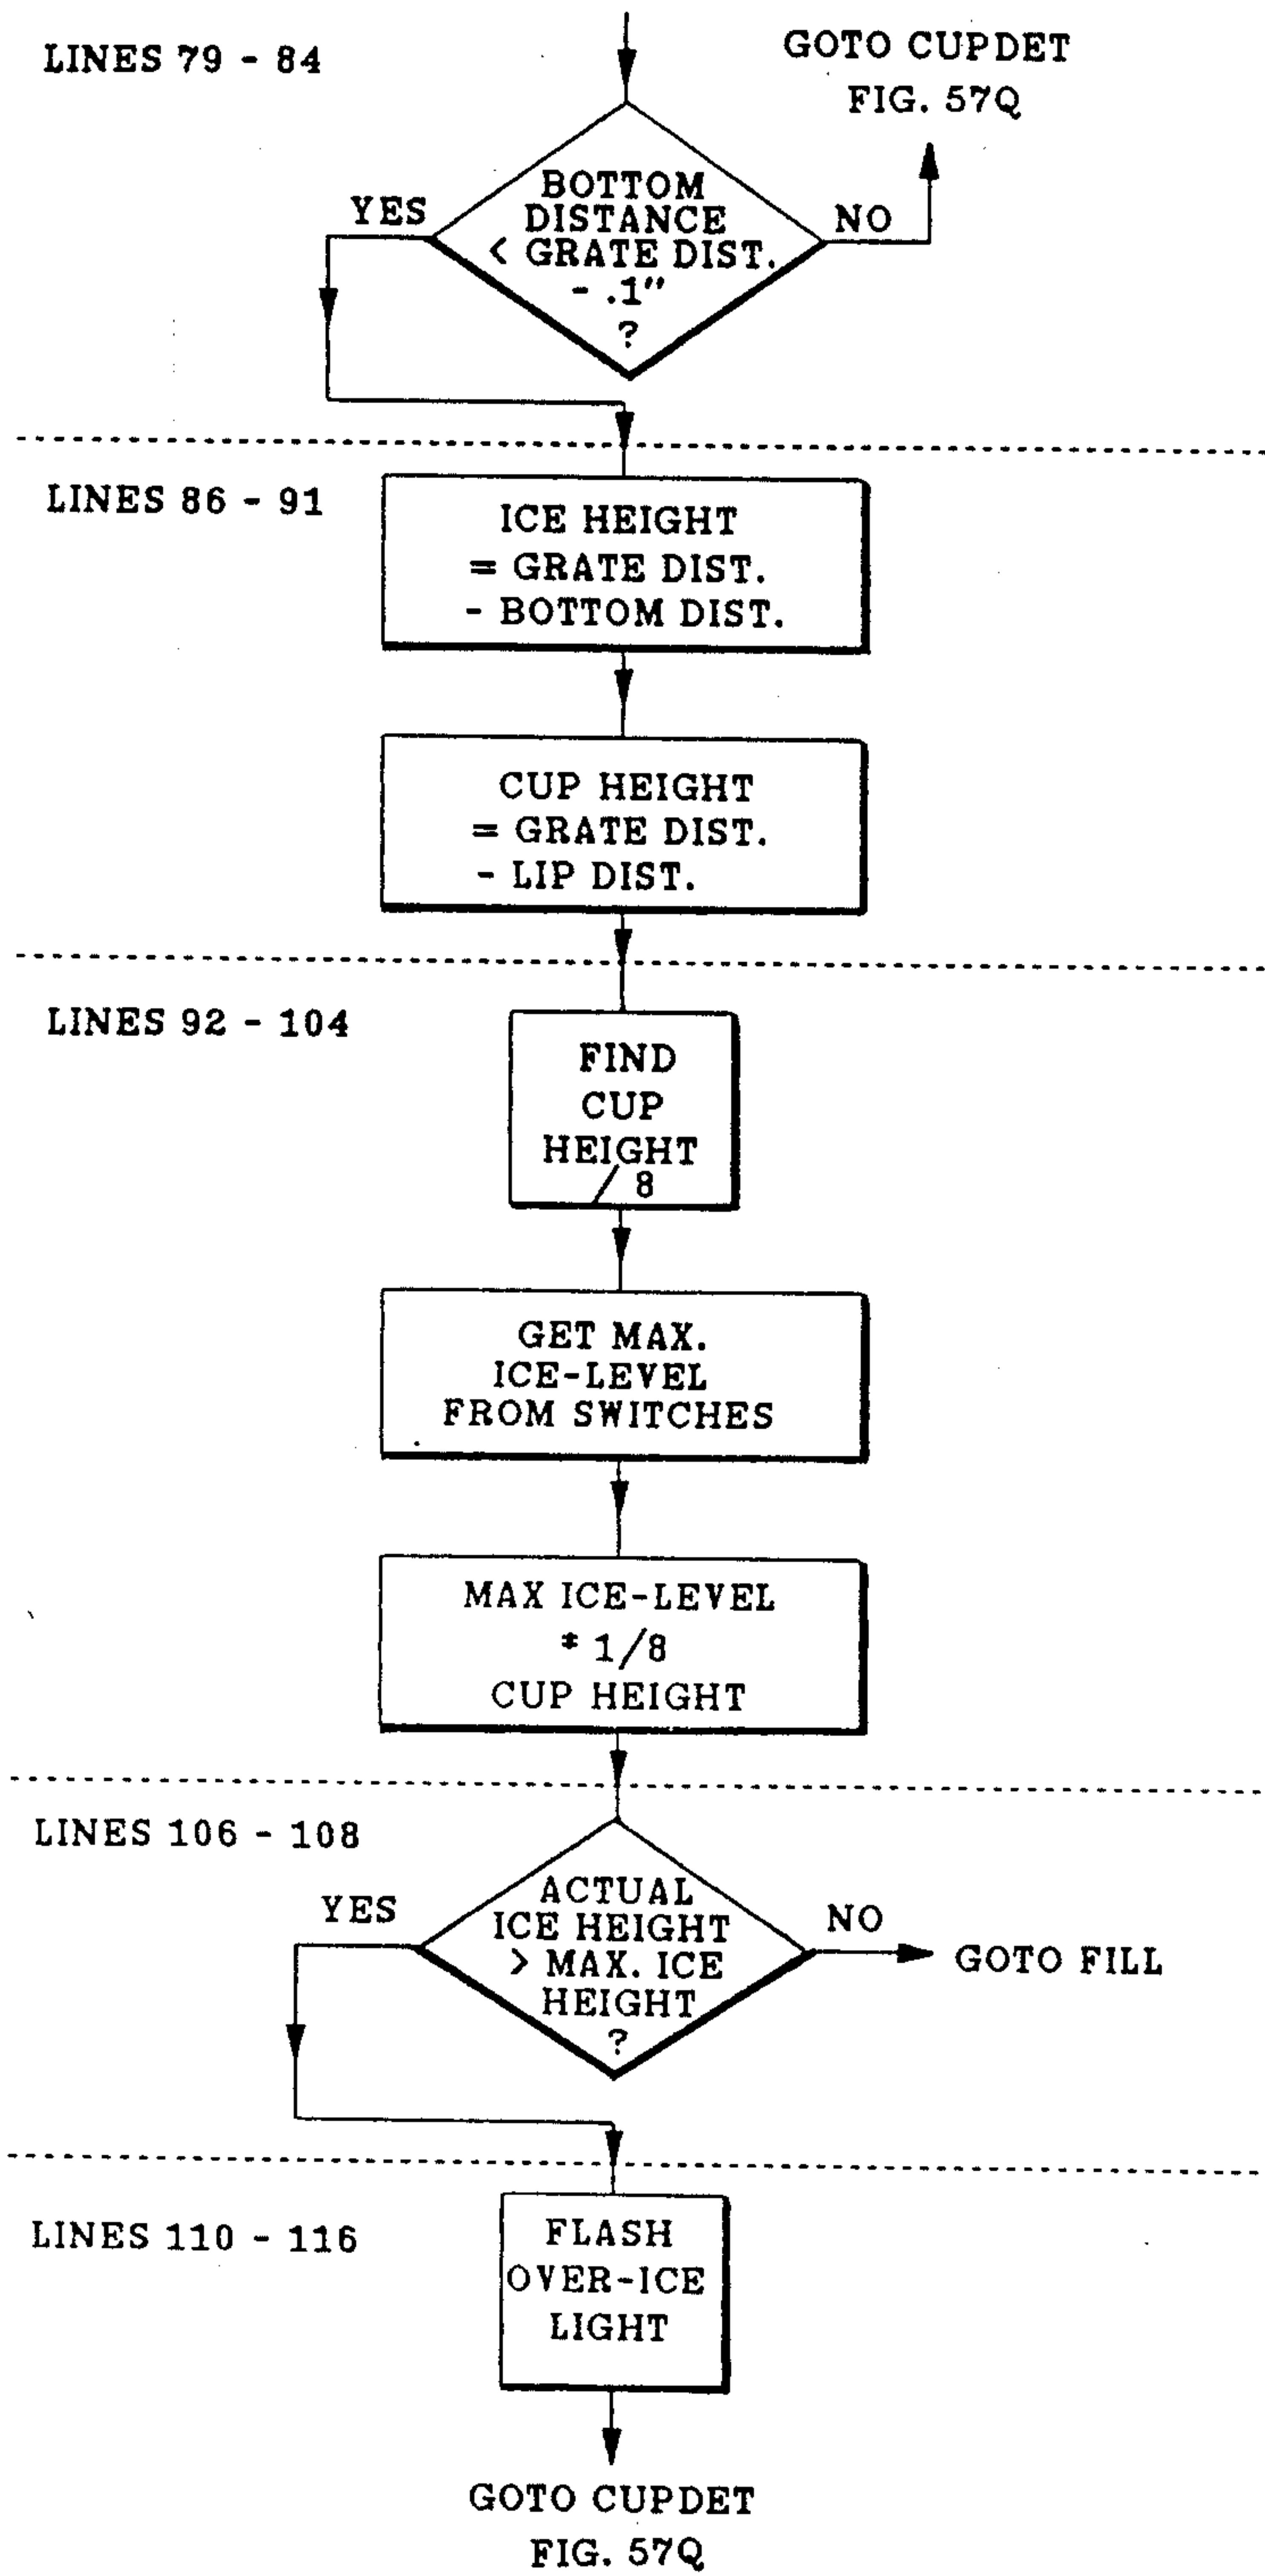 LINES 79 - 84
GOTO CUPDET
FIG. 57Q
BOTTOM
DISTANCE
< GRATE DIST.
- .1"
?
YES
NO
LINES 86 - 91
ICE HEIGHT
= GRATE DIST.
- BOTTOM DIST.
CUP HEIGHT
= GRATE DIST.
- LIP DIST.
LINES 92 - 104
FIND
CUP
HEIGHT
/ 8
GET MAX.
ICE-LEVEL
FROM SWITCHES
MAX ICE-LEVEL
* 1/8
CUP HEIGHT
LINES 106 - 108
ACTUAL
ICE HEIGHT
> MAX. ICE
HEIGHT
?
YES
NO
GOTO FILL
LINES 110 - 116
FLASH
OVER-ICE
LIGHT
GOTO CUPDET
FIG. 57Q